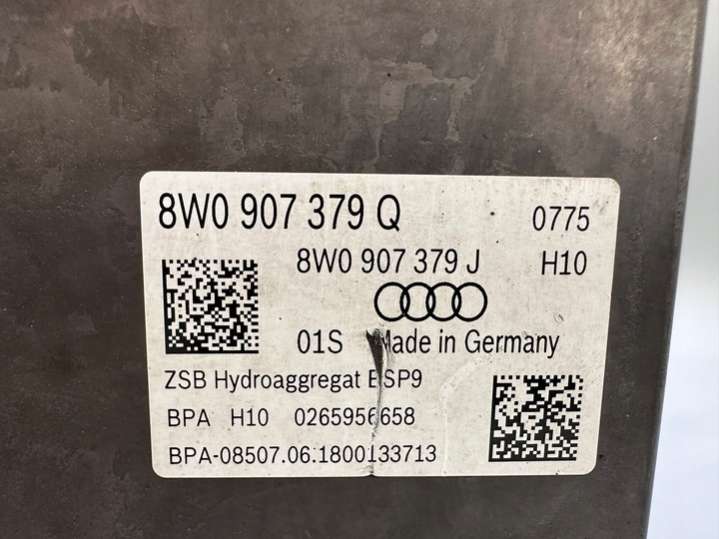 8W0 907 379 Q 0775
8W0 907 379 J H10
01S Made in Germany
ZSB Hydroaggregat ESP9
BPA H10 0265956658
BPA-08507.06.1800133713